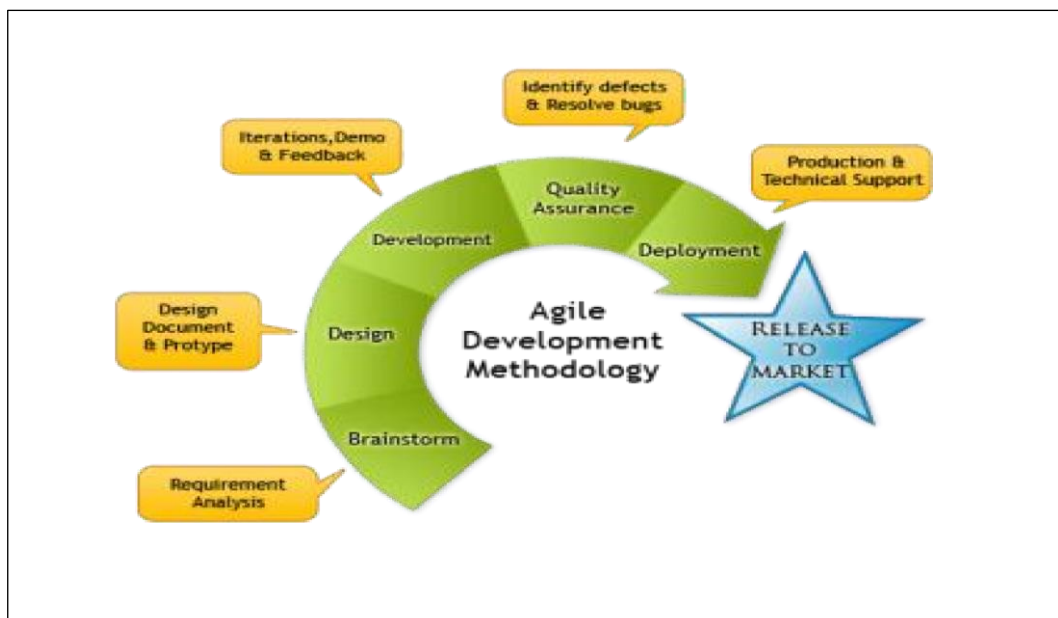 Identify defects
& Resolve bugs
Iterations,Demo
& Feedback
Production &
Technical Support
Quality
Assurance
Development
Deployment
Design
Document
& Protype
Design
Agile
Development
Methodology
RELEASE
TO
MARKET
Brainstorm
Requirement
Analysis